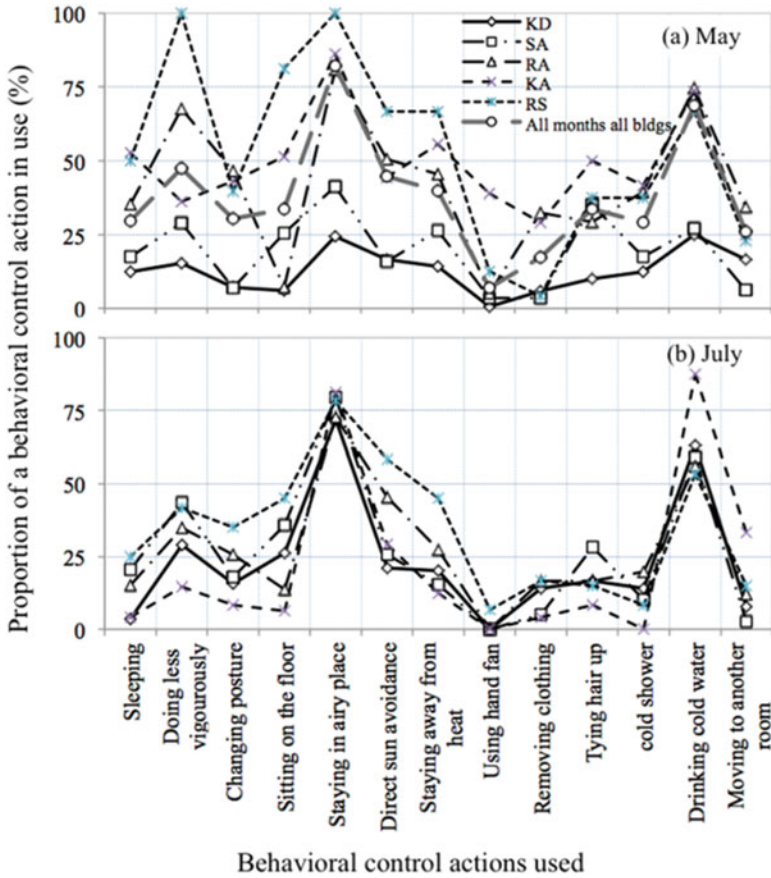 Proportion of a behavioral control action in use (%)
100
75
50
25
0
KD
SA
RA
KA
RS
All months all bldgs
(a) May
100
75
50
25
0
(b) July
Sleeping
Doing less
vigourously
Changing posture
Sitting on the floor
Staying in airy place
Direct sun avoidance
Staying away from
heat
Using hand fan
Removing clothing
Tying hair up
cold shower
Drinking cold water
Moving to another
room
Behavioral control actions used